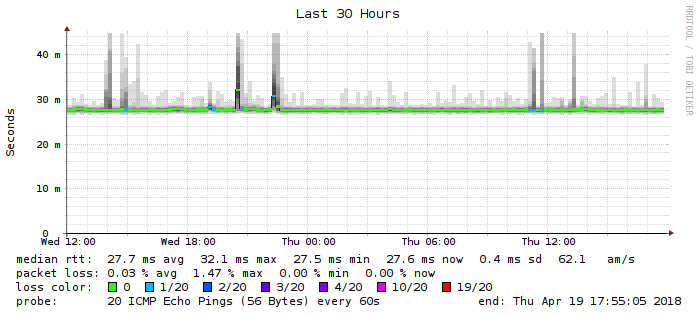 Last 30 Hours
RRDTOOL / TOBI OETIKER
Seconds
40 m
30 m
20 m
10 m
0
Wed 12:00 Wed 18:00 Thu 00:00 Thu 06:00 Thu 12:00
median rtt: 27.7 ms avg 32.1 ms max 27.5 ms min 27.6 ms now 0.4 ms sd 62.1 am/s
packet loss: 0.03 % avg 1.47 % max 0.00 % min 0.00 % now
loss color: 0 1/20 2/20 3/20 4/20 10/20 19/20
probe: 20 ICMP Echo Pings (56 Bytes) every 60s end: Thu Apr 19 17:55:05 2018